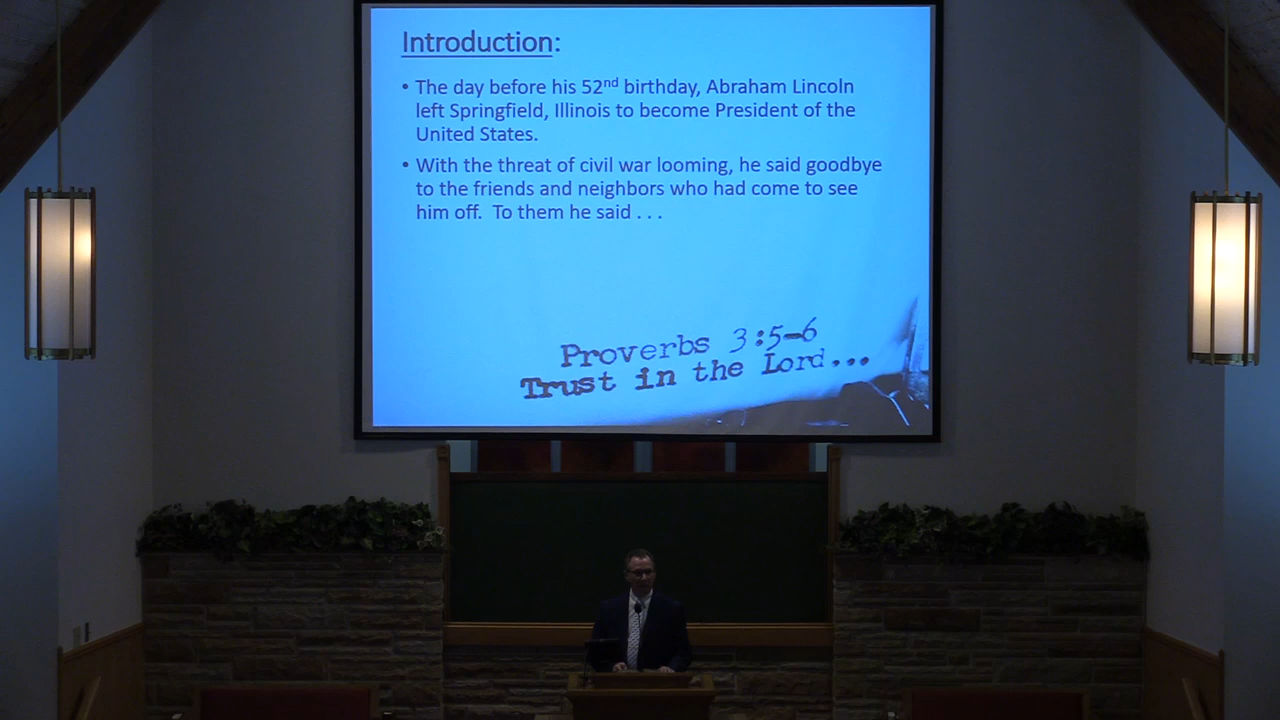 Introduction:
• The day before his 52nd birthday, Abraham Lincoln
left Springfield, Illinois to become President of the
United States.
• With the threat of civil war looming, he said goodbye
to the friends and neighbors who had come to see
him off.  To them he said . . .
Proverbs 3:5-6
Trust in the Lord...